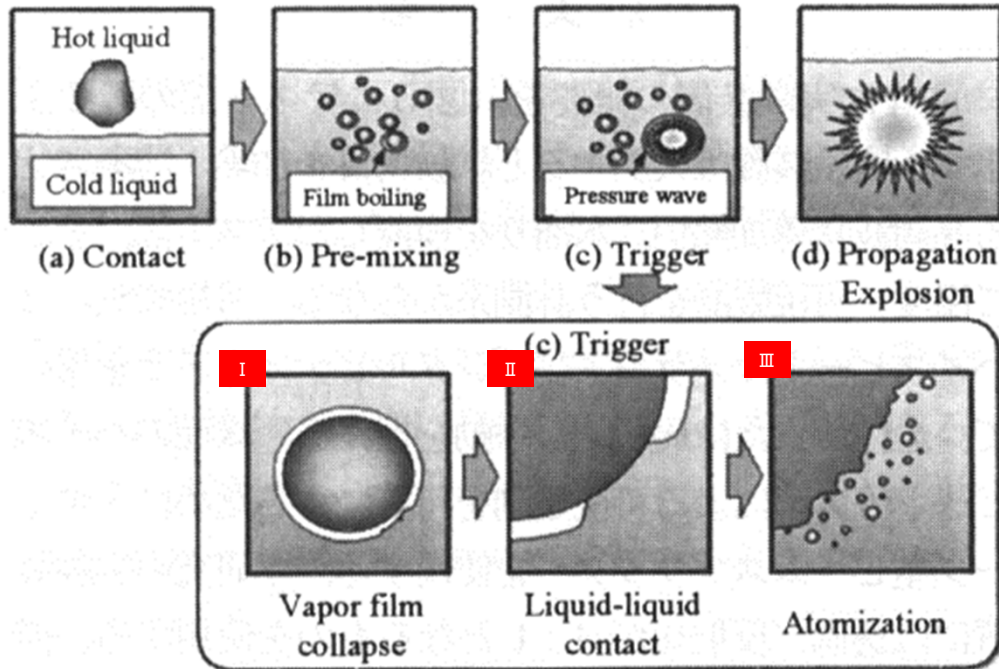 Hot liquid
Cold liquid
Film boiling
Pressure wave
(a) Contact
(b) Pre-mixing
(c) Trigger
(d) Propagation
Explosion
(c) Trigger
I
II
III
Vapor film
collapse
Liquid-liquid
contact
Atomization